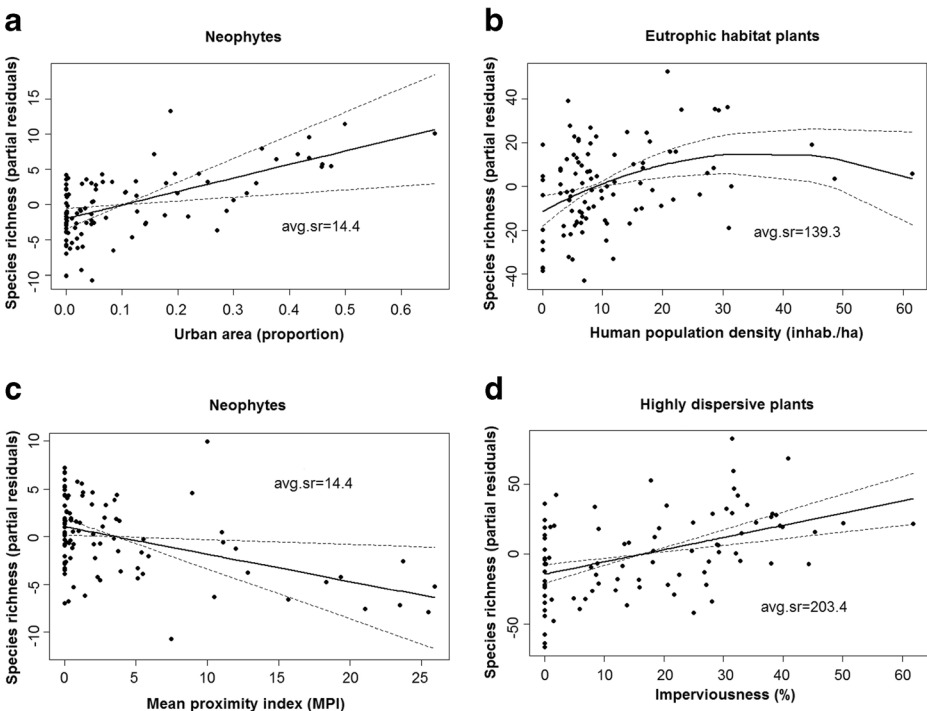 a
Neophytes
Species richness (partial residuals)
15
10
5
0
-5
-10
avg.sr=14.4
0.0 0.1 0.2 0.3 0.4 0.5 0.6
Urban area (proportion)
b
Eutrophic habitat plants
Species richness (partial residuals)
40
20
0
-20
-40
avg.sr=139.3
0 10 20 30 40 50 60
Human population density (inhab./ha)
c
Neophytes
Species richness (partial residuals)
10
5
0
-5
-10
avg.sr=14.4
0 5 10 15 20 25
Mean proximity index (MPI)
d
Highly dispersive plants
Species richness (partial residuals)
50
0
-50
avg.sr=203.4
0 10 20 30 40 50 60
Imperviousness (%)